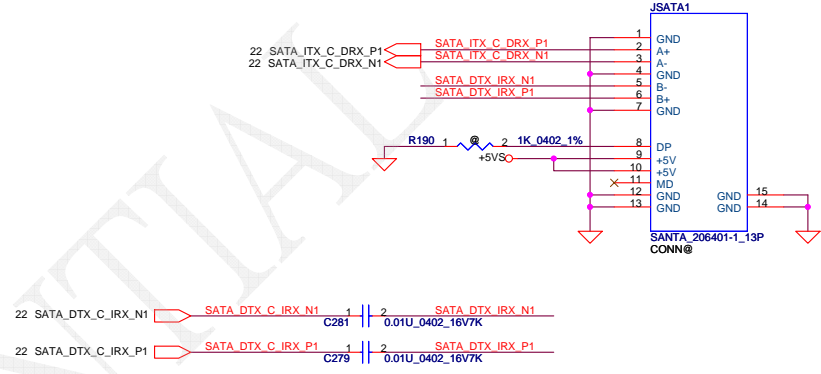 JSATA1
1 GND
22 SATA_ITX_C_DRX_P1 SATA_ITX_C_DRX_P1 2 A+
22 SATA_ITX_C_DRX_N1 SATA_ITX_C_DRX_N1 3 A-
4 GND
SATA_DTX_IRX_N1 5 B-
SATA_DTX_IRX_P1 6 B+
7 GND
R190 1 @ 2 1K_0402_1% 8 DP
+5VS 9 +5V
10 +5V
11 MD
12 GND GND 15
13 GND GND 14
SANTA_206401-1_13P
CONN@
22 SATA_DTX_C_IRX_N1 SATA_DTX_C_IRX_N1 1 2 SATA_DTX_IRX_N1
C281 0.01U_0402_16V7K
22 SATA_DTX_C_IRX_P1 SATA_DTX_C_IRX_P1 1 2 SATA_DTX_IRX_P1
C279 0.01U_0402_16V7K
NTIAL